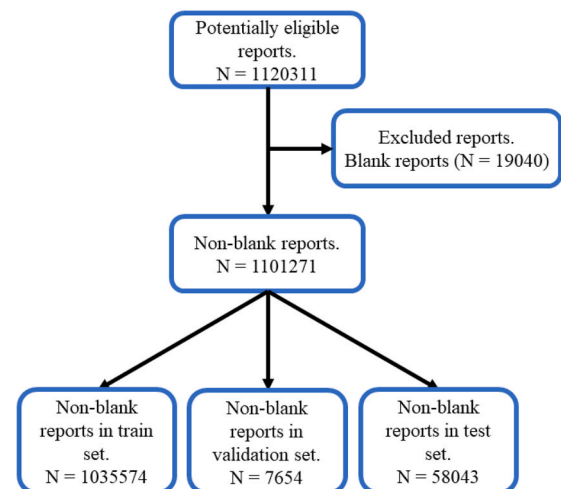 Potentially eligible
reports.
N = 1120311
Excluded reports.
Blank reports (N = 19040)
Non-blank reports.
N = 1101271
Non-blank
reports in train
set.
N = 1035574
Non-blank
reports in
validation set.
N = 7654
Non-blank
reports in test
set.
N = 58043